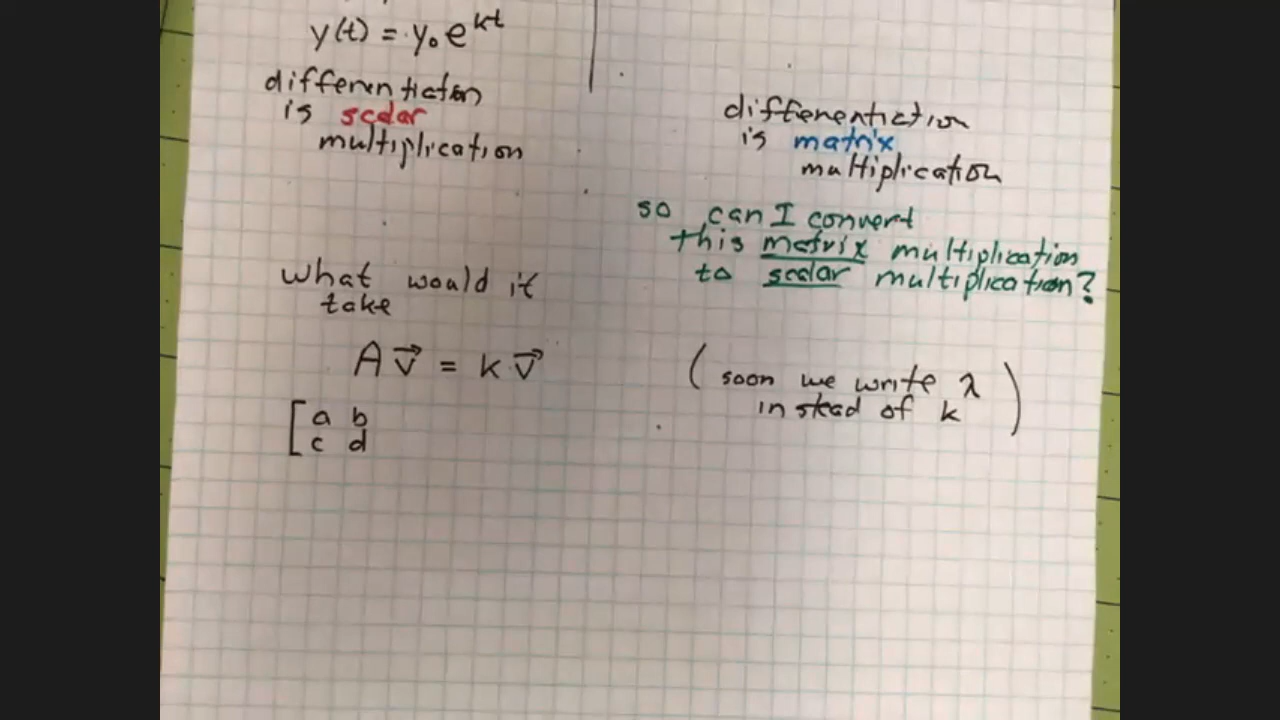 y(t) = y₀ e^kt
differentiation
is scalar
multiplication
differentiation
is matrix
multiplication
so can I convert
this matrix multiplication
to scalar multiplication?
what would it
take
A v⃗ = k v⃗
[ a b
c d
( soon we write λ
instead of k )